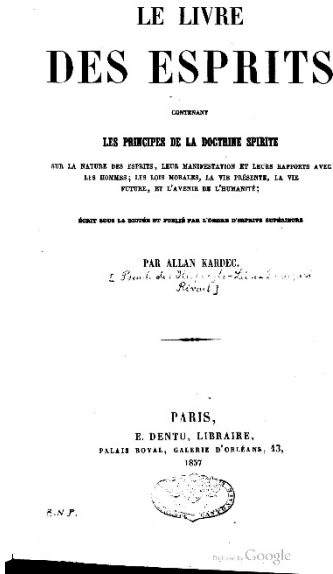 LE LIVRE
DES ESPRITS
CONTENANT
LES PRINCIPES DE LA DOCTRINE SPIRITE
SUR LA NATURE DES ESPRITS, LEUR MANIFESTATION ET LEURS RAPPORTS AVEC
LES HOMMES; LES LOIS MORALES, LA VIE PRÉSENTE, LA VIE
FUTURE, ET L'AVENIR DE L'HUMANITÉ;
ÉCRIT SOUS LA DICTÉE ET PUBLIÉ PAR L'ORDRE D'ESPRITS SUPÉRIEURS
PAR ALLAN KARDEC.
[Pseud. de
Rivail]
PARIS,
E. DENTU, LIBRAIRE,
PALAIS ROYAL, GALERIE D'ORLÉANS, 13,
1857
B.N.P.
Digitized by Google